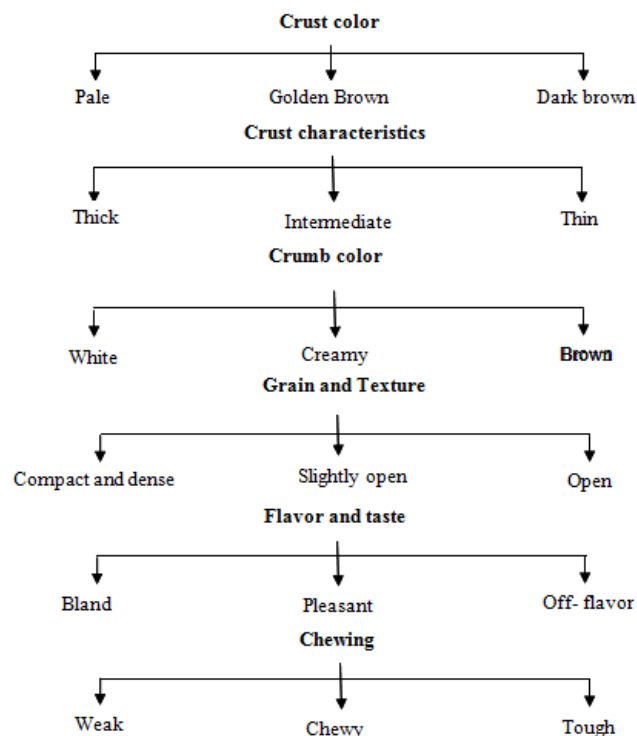 Crust color
Pale Golden Brown Dark brown
Crust characteristics
Thick Intermediate Thin
Crumb color
White Creamy Brown
Grain and Texture
Compact and dense Slightly open Open
Flavor and taste
Bland Pleasant Off- flavor
Chewing
Weak Chewy Tough